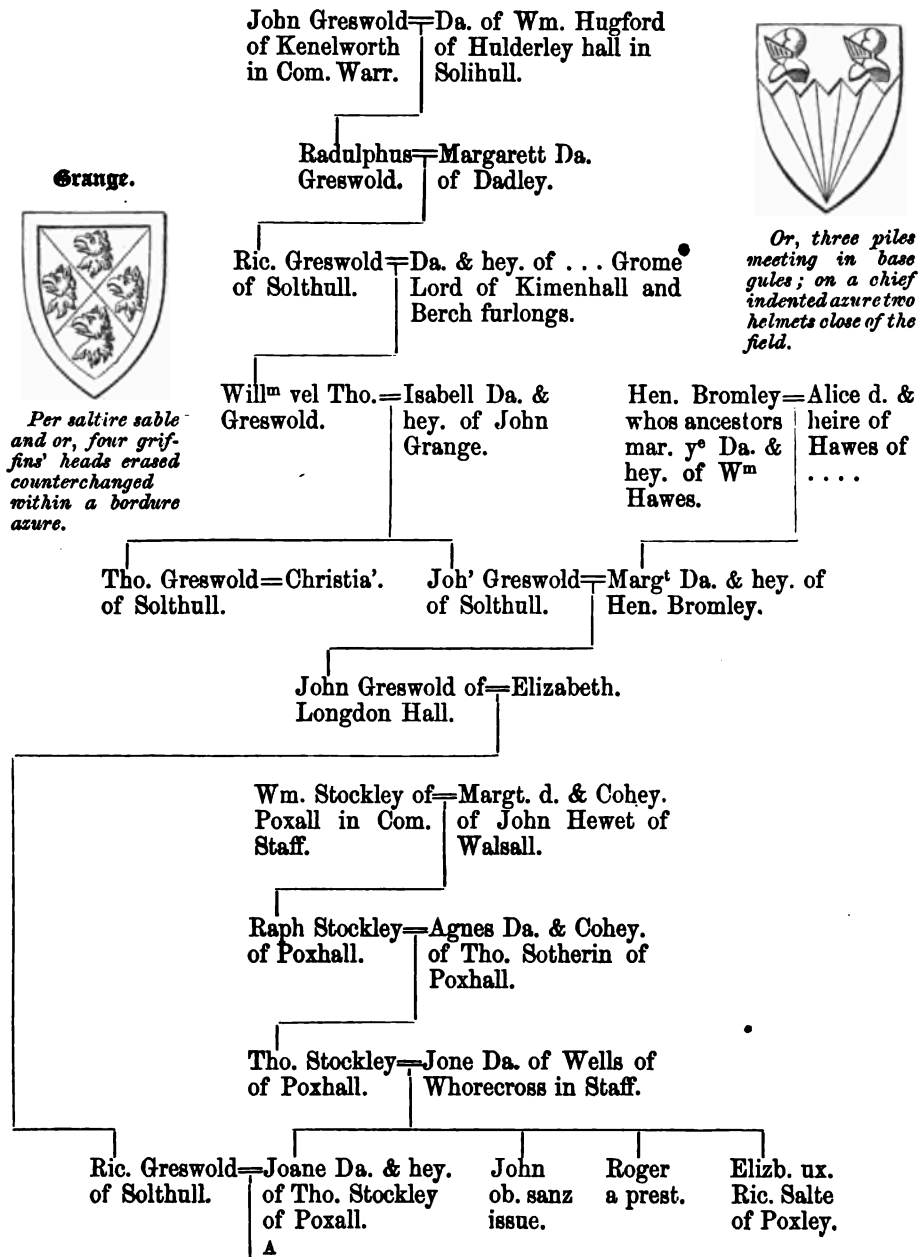 John Greswold=Da. of Wm. Hugford
of Kenelworth of Hulderley hall in
in Com. Warr. Solihull.
Radulphus=Margarett Da.
Greswold. of Dadley.
Grange.
Or, three piles
meeting in base
gules; on a chief
indented azure two
helmets close of the
field.
Ric. Greswold=Da. & hey. of . . . Grome
of Solthull. Lord of Kimenhall and
Berch furlongs.
Per saltire sable
and or, four grif-
fins' heads erased
counterchanged
within a bordure
azure.
Willᵐ vel Tho.=Isabell Da. &
Greswold. hey. of John
Grange.
Hen. Bromley=Alice d. &
whos ancestors heire of
mar. yᵉ Da. & Hawes of
hey. of Wᵐ . . . .
Hawes.
Tho. Greswold=Christia'.
of Solthull.
Joh' Greswold=Margᵗ Da. & hey. of
of Solthull. Hen. Bromley.
John Greswold of=Elizabeth.
Longdon Hall.
Wm. Stockley of=Margt. d. & Cohey.
Poxall in Com. of John Hewet of
Staff. Walsall.
Raph Stockley=Agnes Da. & Cohey.
of Poxhall. of Tho. Sotherin of
Poxhall.
Tho. Stockley=Jone Da. of Wells of
of Poxhall. Whorecross in Staff.
Ric. Greswold=Joane Da. & hey.
of Solthull. of Tho. Stockley
of Poxall.
A
John
ob. sanz
issue.
Roger
a prest.
Elizb. ux.
Ric. Salte
of Poxley.